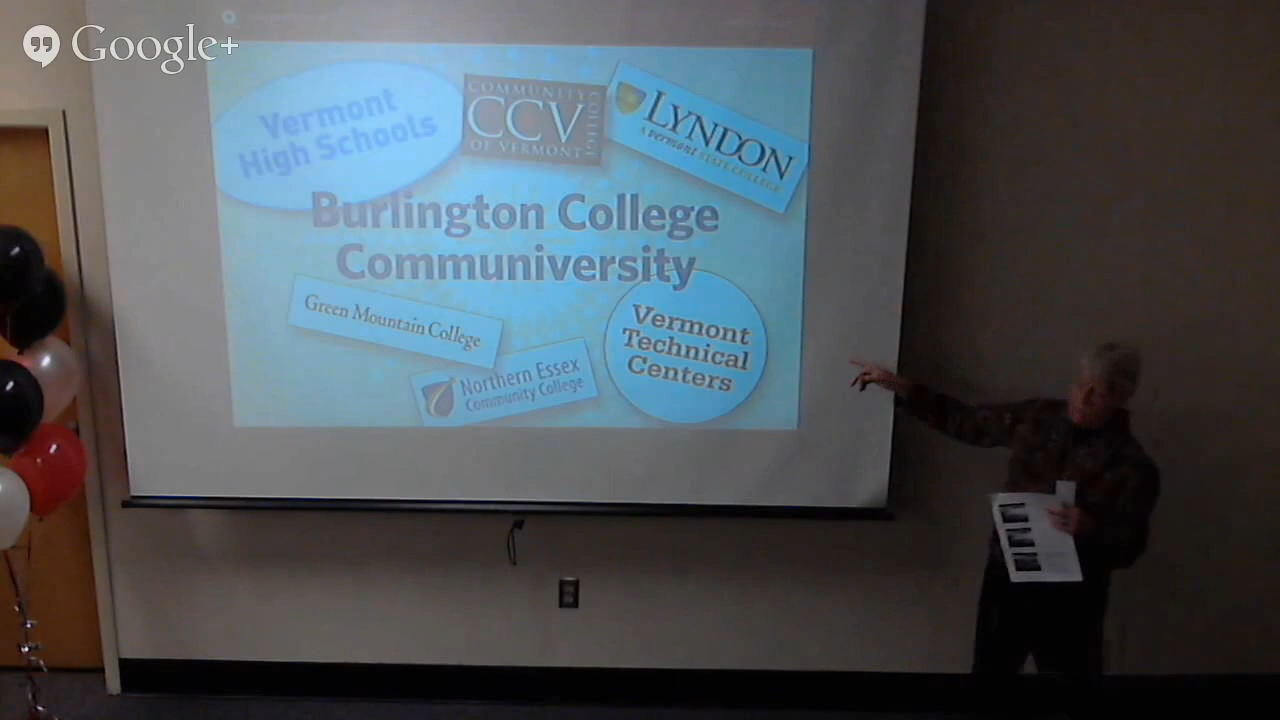 Google+
Vermont
High Schools
COMMUNITY
COLLEGE
CCV
OF VERMONT
LYNDON
a vermont STATE COLLEGE
Burlington College
Communiversity
Green Mountain College
Northern Essex
Community College
Vermont
Technical
Centers